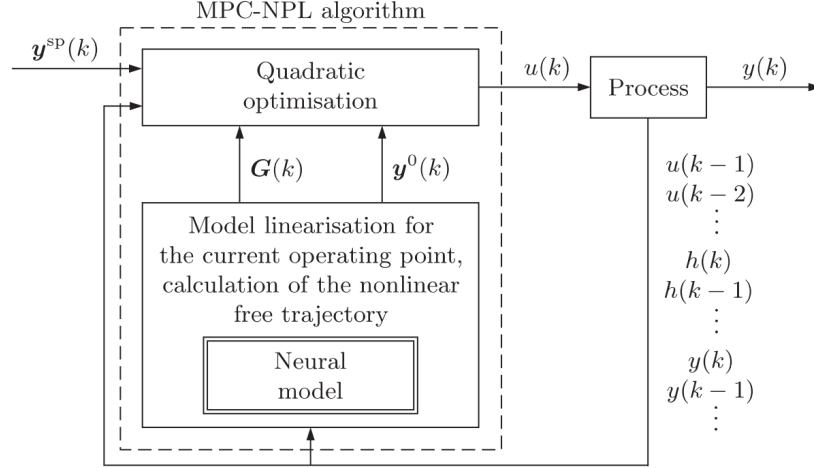 MPC-NPL algorithm
y^sp(k)
Quadratic
optimisation
u(k)
Process
y(k)
G(k)
y^0(k)
Model linearisation for
the current operating point,
calculation of the nonlinear
free trajectory
Neural
model
u(k − 1)
u(k − 2)
⋮
h(k)
h(k − 1)
⋮
y(k)
y(k − 1)
⋮